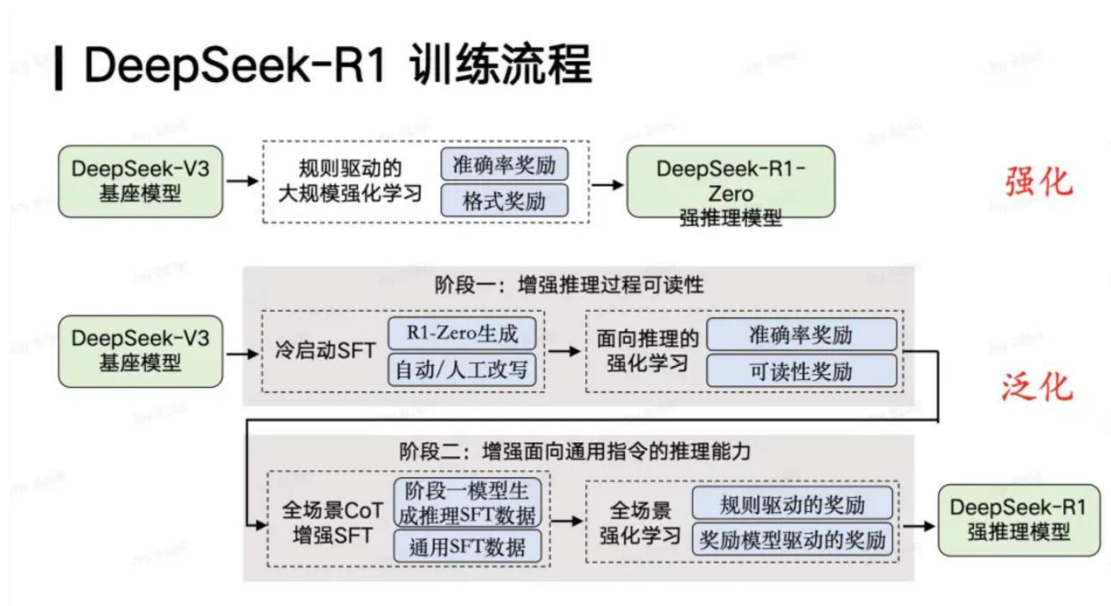 DeepSeek-R1 训练流程
DeepSeek-V3
基座模型
规则驱动的
大规模强化学习
准确率奖励
格式奖励
DeepSeek-R1-
Zero
强推理模型
强化
阶段一：增强推理过程可读性
DeepSeek-V3
基座模型
冷启动SFT
R1-Zero生成
自动/人工改写
面向推理的
强化学习
准确率奖励
可读性奖励
泛化
阶段二：增强面向通用指令的推理能力
全场景CoT
增强SFT
阶段一模型生
成推理SFT数据
通用SFT数据
全场景
强化学习
规则驱动的奖励
奖励模型驱动的奖励
DeepSeek-R1
强推理模型